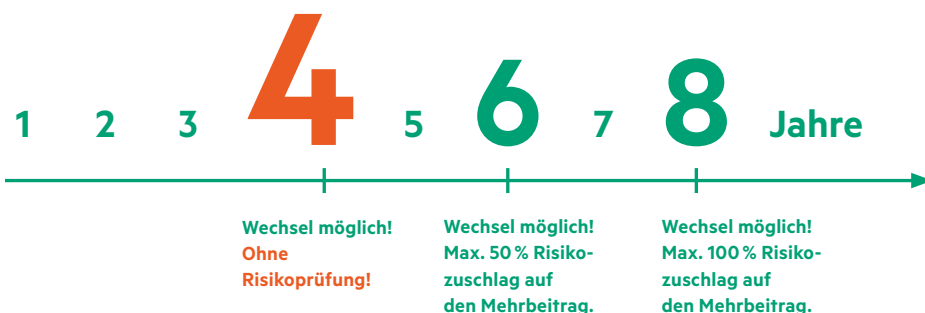 1 2 3 4 5 6 7 8 Jahre
Wechsel möglich!
Ohne
Risikoprüfung!
Wechsel möglich!
Max. 50 % Risiko-
zuschlag auf
den Mehrbeitrag.
Wechsel möglich!
Max. 100 % Risiko-
zuschlag auf
den Mehrbeitrag.